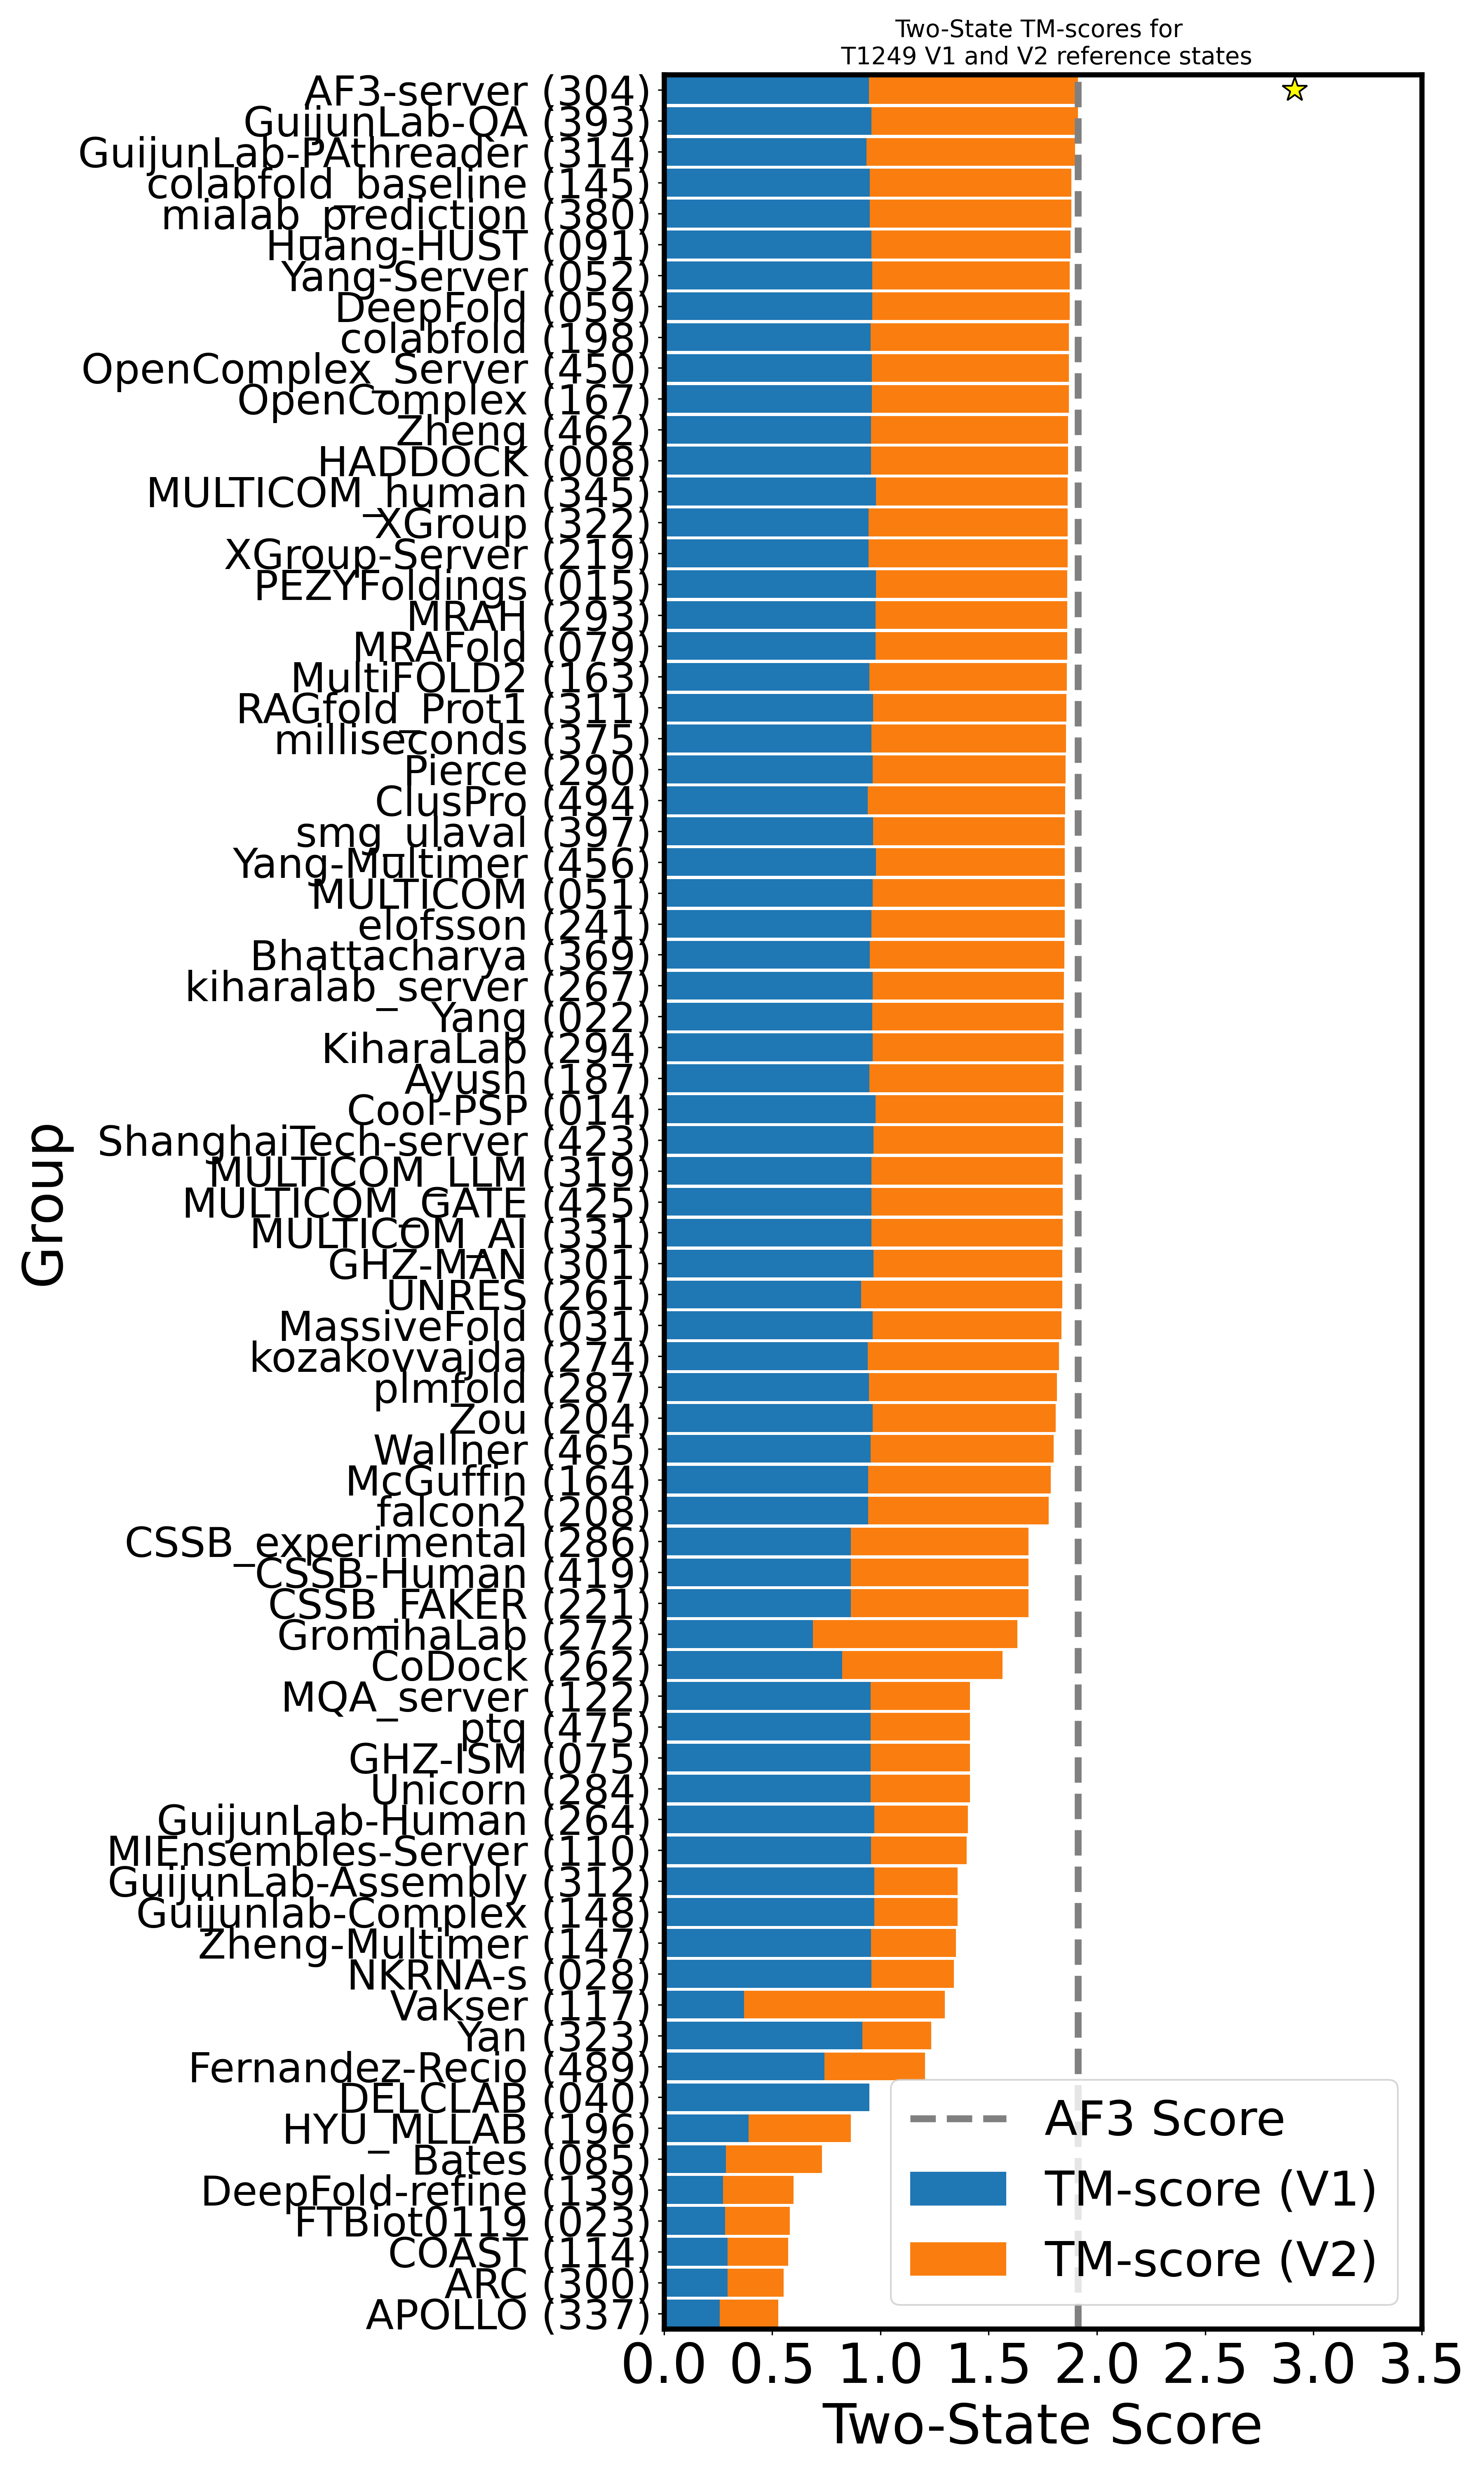 Two-State TM-scores for
T1249 V1 and V2 reference states
AF3-server (304)
GuijunLab-QA (393)
GuijunLab-PAthreader (314)
colabfold_baseline (145)
mialab_prediction (380)
Huang-HUST (091)
Yang-Server (052)
DeepFold (059)
colabfold (198)
OpenComplex_Server (450)
OpenComplex (167)
Zheng (462)
HADDOCK (008)
MULTICOM_human (345)
XGroup (322)
XGroup-Server (219)
PEZYFoldings (015)
MRAH (293)
MRAFold (079)
MultiFOLD2 (163)
RAGfold_Prot1 (311)
milliseconds (375)
Pierce (290)
ClusPro (494)
smg_ulaval (397)
Yang-Multimer (456)
MULTICOM (051)
elofsson (241)
Bhattacharya (369)
kiharalab_server (267)
Yang (022)
KiharaLab (294)
Ayush (187)
Cool-PSP (014)
ShanghaiTech-server (423)
MULTICOM_LLM (319)
MULTICOM_GATE (425)
MULTICOM_AI (331)
GHZ-MAN (301)
UNRES (261)
MassiveFold (031)
kozakovvajda (274)
plmfold (287)
Zou (204)
Wallner (465)
McGuffin (164)
falcon2 (208)
CSSB_experimental (286)
CSSB-Human (419)
CSSB_FAKER (221)
GromihaLab (272)
CoDock (262)
MQA_server (122)
ptq (475)
GHZ-ISM (075)
Unicorn (284)
GuijunLab-Human (264)
MIEnsembles-Server (110)
GuijunLab-Assembly (312)
Guijunlab-Complex (148)
Zheng-Multimer (147)
NKRNA-s (028)
Vakser (117)
Yan (323)
Fernandez-Recio (489)
DELCLAB (040)
HYU_MLLAB (196)
Bates (085)
DeepFold-refine (139)
FTBiot0119 (023)
COAST (114)
ARC (300)
APOLLO (337)
Group
AF3 Score
TM-score (V1)
TM-score (V2)
0.0 0.5 1.0 1.5 2.0 2.5 3.0 3.5
Two-State Score